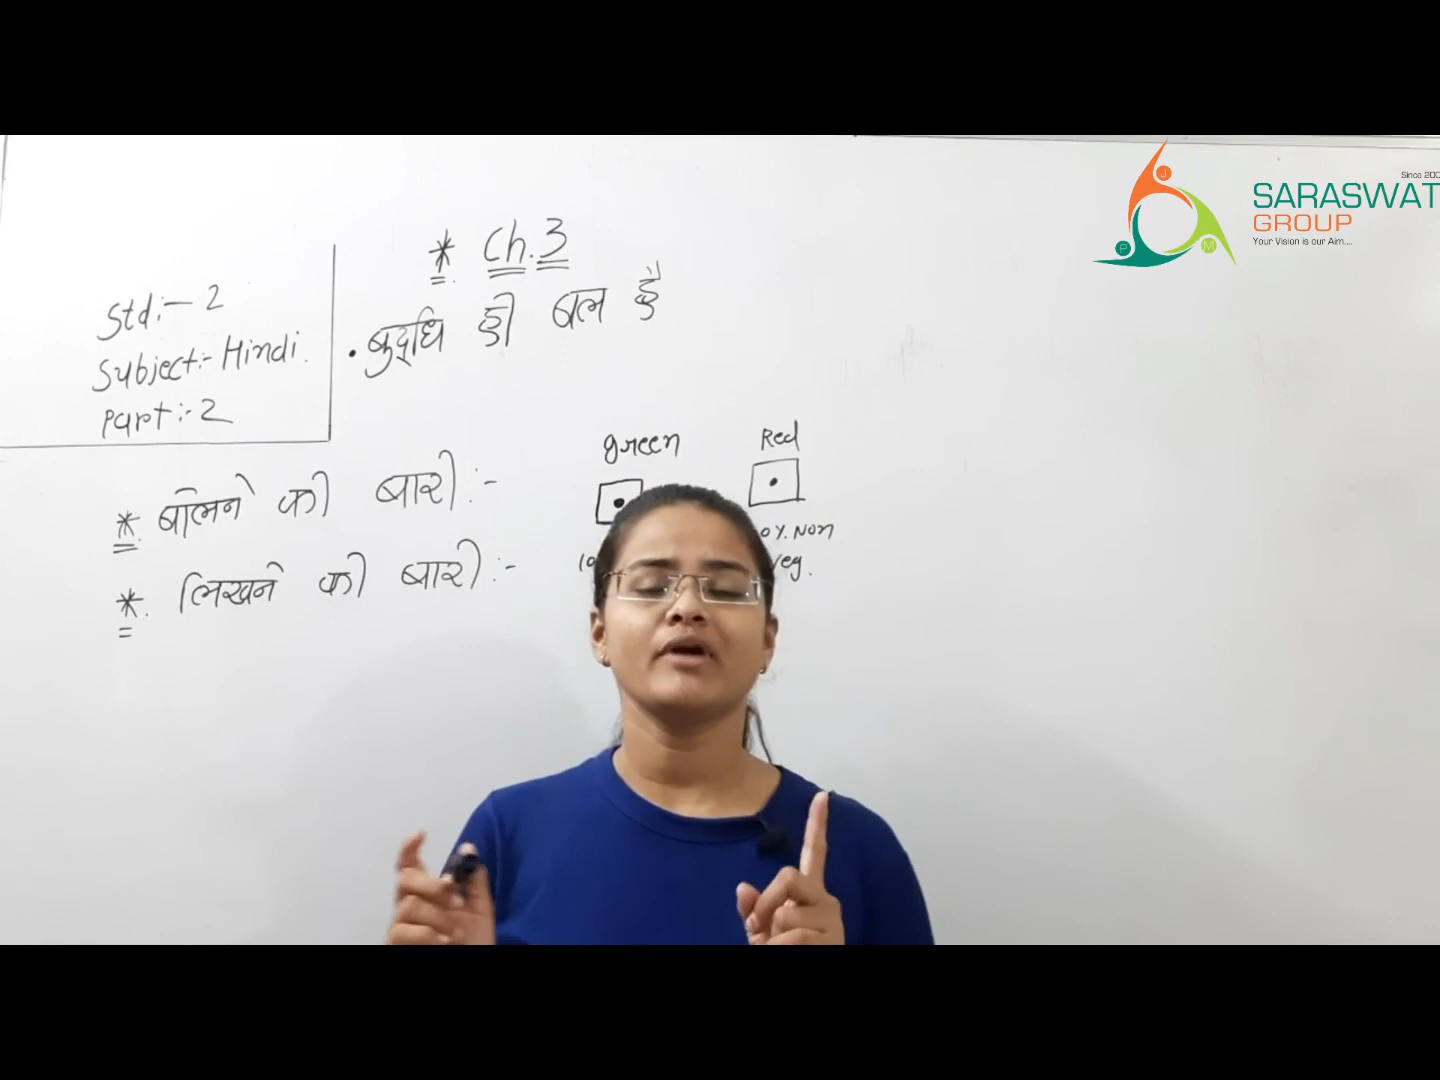 * Ch.3
• बुद्धि ही बल है
Std:- 2
Subject:- Hindi.
Part:- 2
* बोलने की बारी :-
* लिखने की बारी :-
green
Red
Non
veg.
Since 200
SARASWAT
GROUP
Your Vision is our Aim...
J
P
M